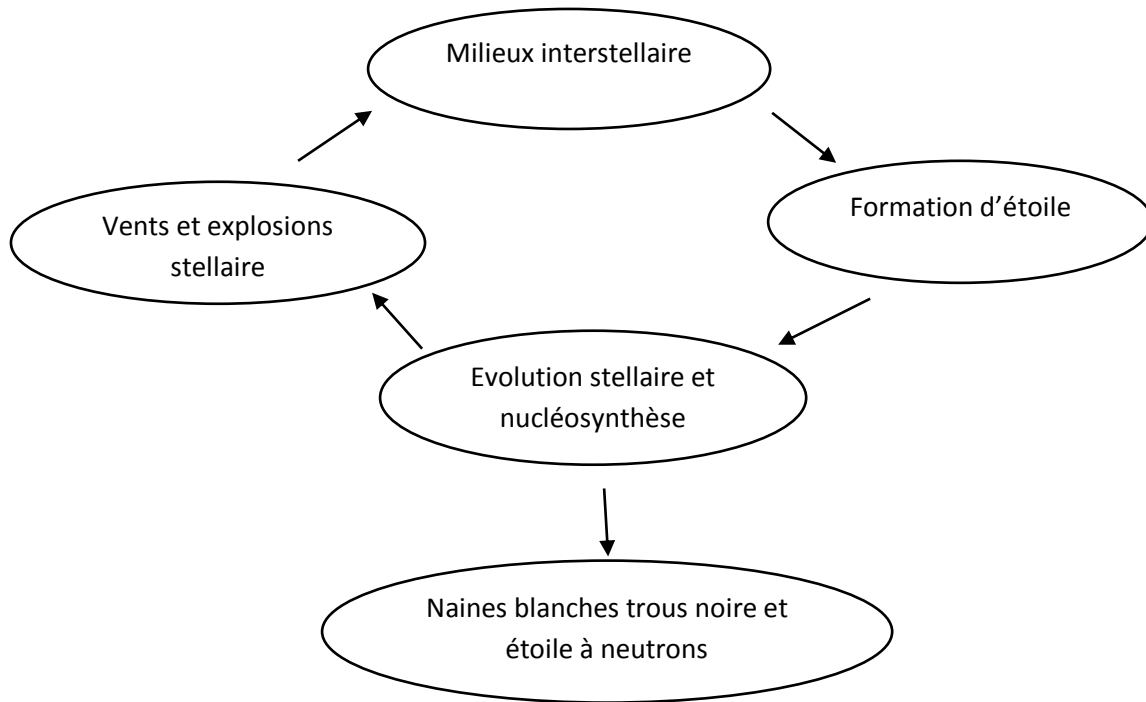 Milieux interstellaire
Formation d’étoile
Vents et explosions
stellaire
Evolution stellaire et
nucléosynthèse
Naines blanches trous noire et
étoile à neutrons